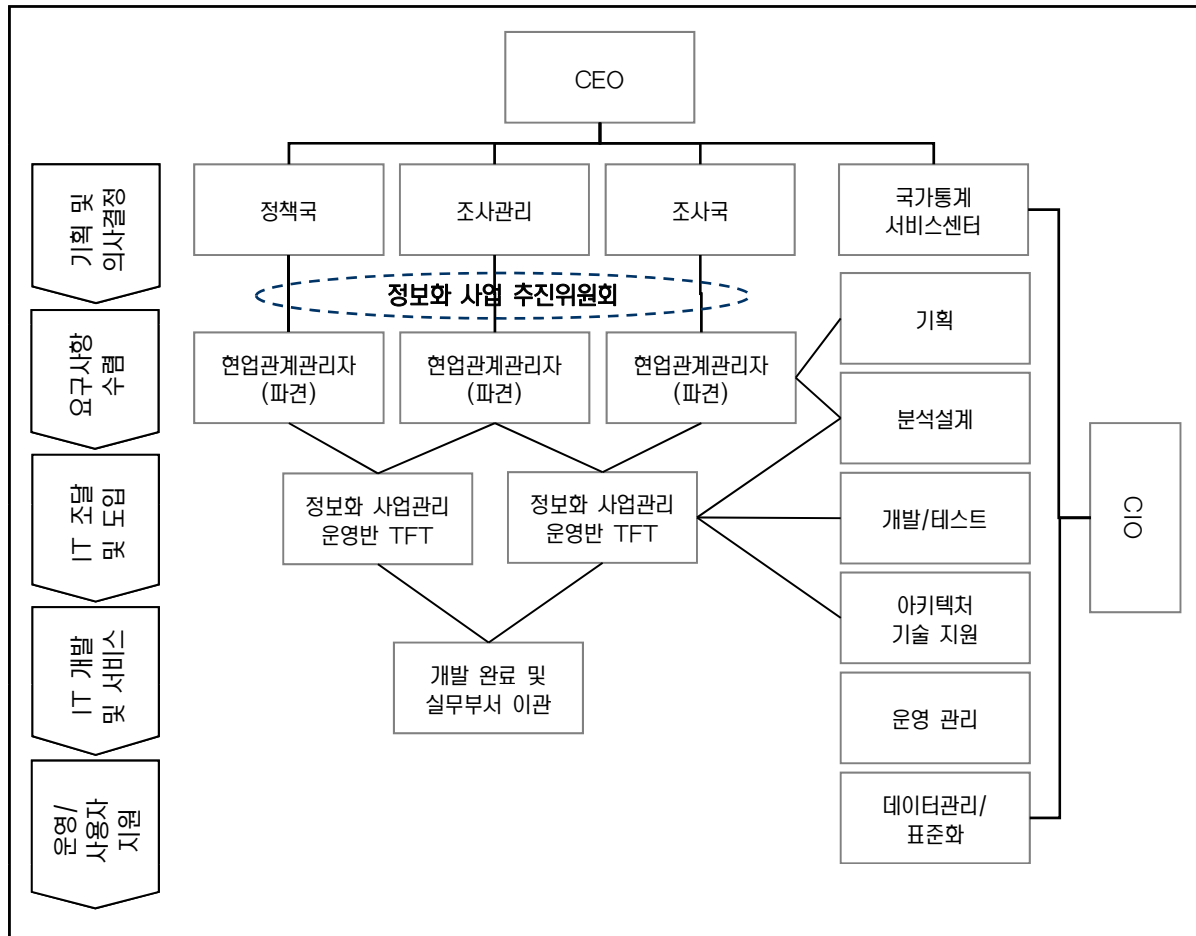 CEO
기획 및
의사결정
정책국
조사관리
조사국
국가통계
서비스센터
정보화 사업 추진위원회
요구사항
수렴
현업관계관리자
(파견)
현업관계관리자
(파견)
현업관계관리자
(파견)
기획
분석설계
IT 조달
및 도입
정보화 사업관리
운영반 TFT
정보화 사업관리
운영반 TFT
개발/테스트
CIO
IT 개발
및 서비스
개발 완료 및
실무부서 이관
아키텍처
기술 지원
운영 관리
운영/
사용자
지원
데이터관리/
표준화